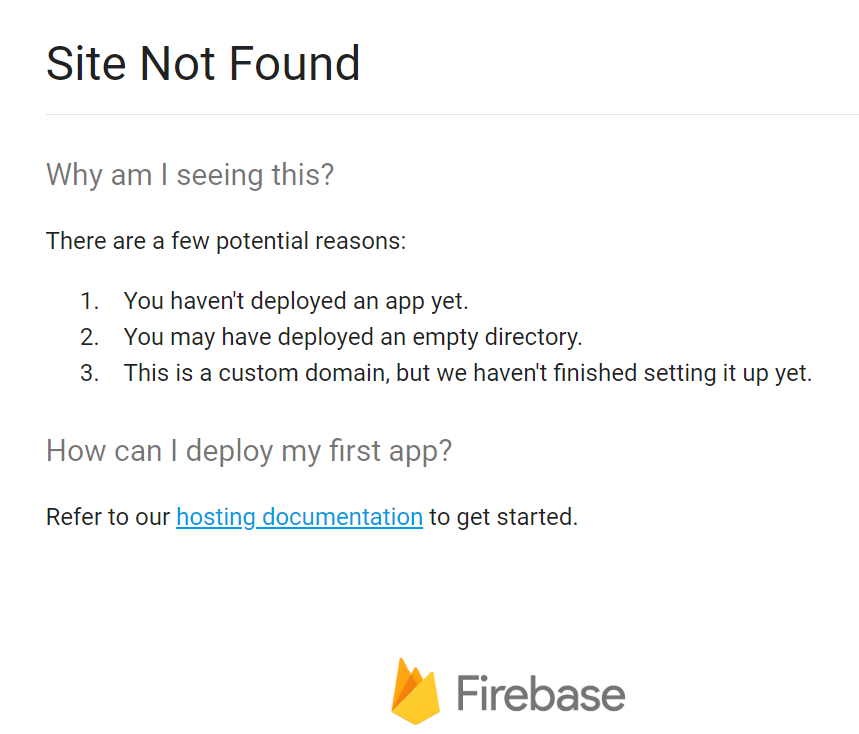 Site Not Found
Why am I seeing this?
There are a few potential reasons:
1. You haven't deployed an app yet.
2. You may have deployed an empty directory.
3. This is a custom domain, but we haven't finished setting it up yet.
How can I deploy my first app?
Refer to our hosting documentation to get started.
Firebase